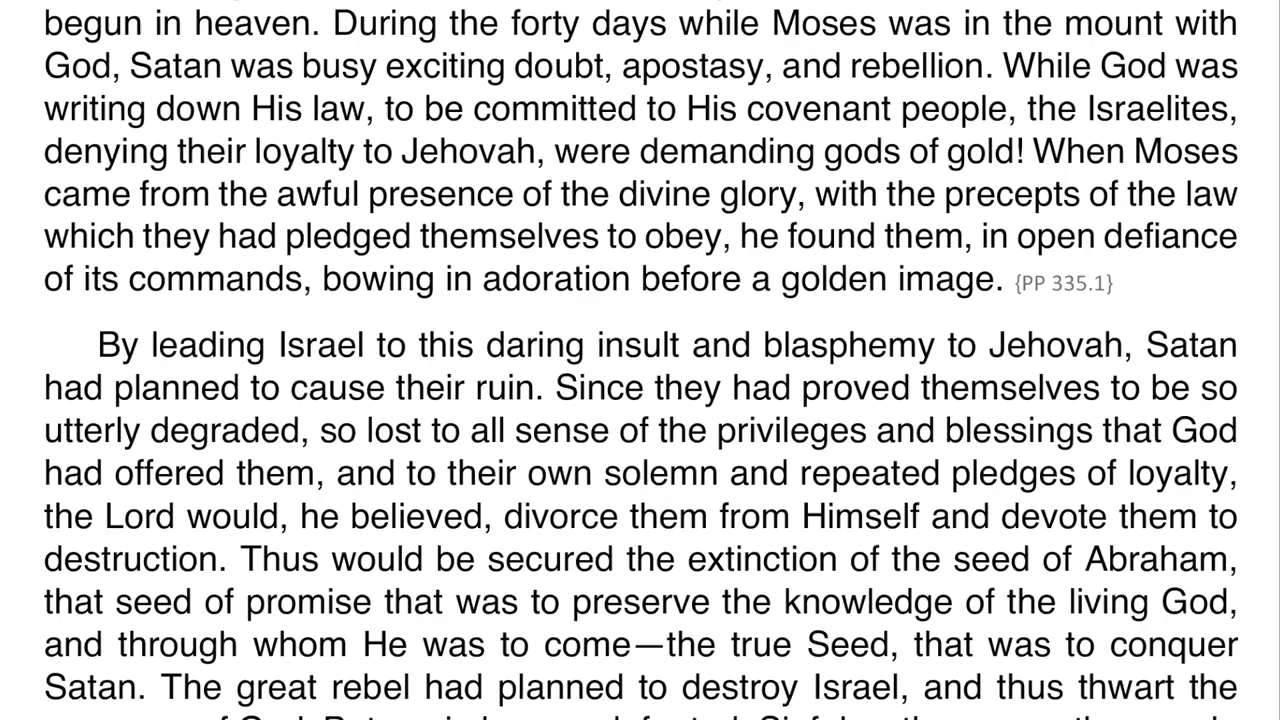 begun in heaven. During the forty days while Moses was in the mount with
God, Satan was busy exciting doubt, apostasy, and rebellion. While God was
writing down His law, to be committed to His covenant people, the Israelites,
denying their loyalty to Jehovah, were demanding gods of gold! When Moses
came from the awful presence of the divine glory, with the precepts of the law
which they had pledged themselves to obey, he found them, in open defiance
of its commands, bowing in adoration before a golden image. {PP 335.1}
By leading Israel to this daring insult and blasphemy to Jehovah, Satan
had planned to cause their ruin. Since they had proved themselves to be so
utterly degraded, so lost to all sense of the privileges and blessings that God
had offered them, and to their own solemn and repeated pledges of loyalty,
the Lord would, he believed, divorce them from Himself and devote them to
destruction. Thus would be secured the extinction of the seed of Abraham,
that seed of promise that was to preserve the knowledge of the living God,
and through whom He was to come—the true Seed, that was to conquer
Satan. The great rebel had planned to destroy Israel, and thus thwart the